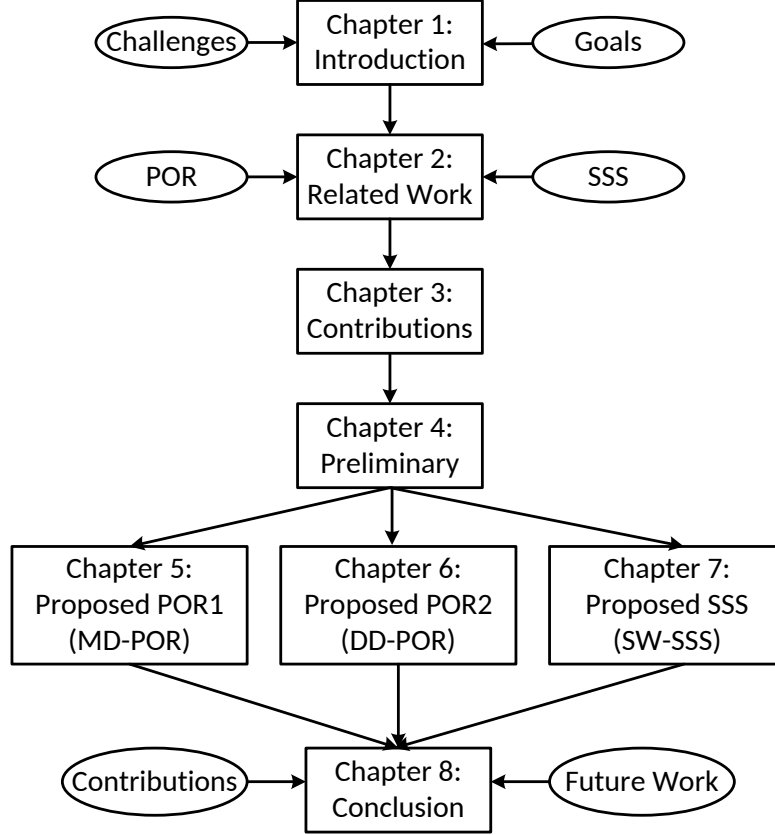 Challenges
Chapter 1:
Introduction
Goals
POR
Chapter 2:
Related Work
SSS
Chapter 3:
Contributions
Chapter 4:
Preliminary
Chapter 5:
Proposed POR1
(MD-POR)
Chapter 6:
Proposed POR2
(DD-POR)
Chapter 7:
Proposed SSS
(SW-SSS)
Contributions
Chapter 8:
Conclusion
Future Work